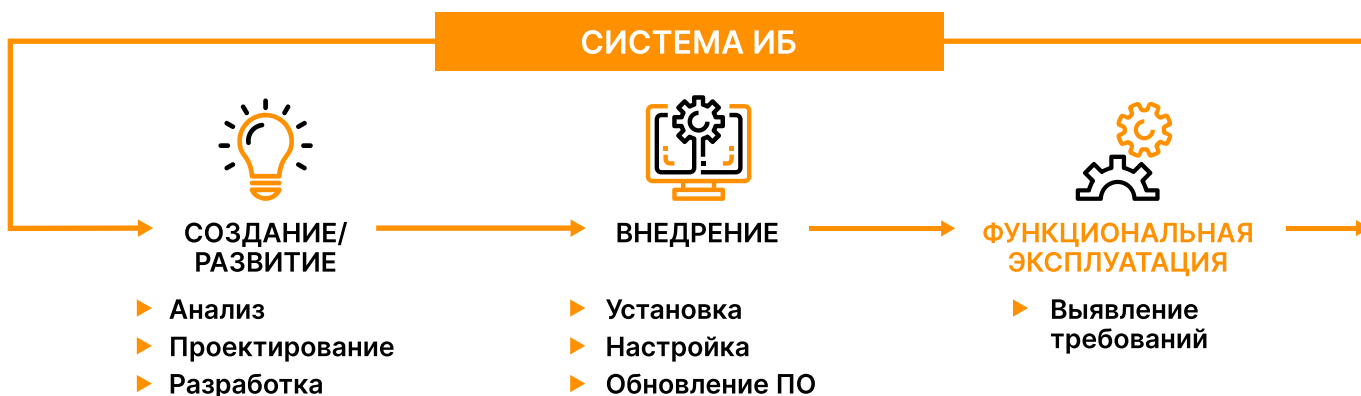 СИСТЕМА ИБ
СОЗДАНИЕ/
РАЗВИТИЕ
Анализ
Проектирование
Разработка
ВНЕДРЕНИЕ
Установка
Настройка
Обновление ПО
ФУНКЦИОНАЛЬНАЯ
ЭКСПЛУАТАЦИЯ
Выявление
требований